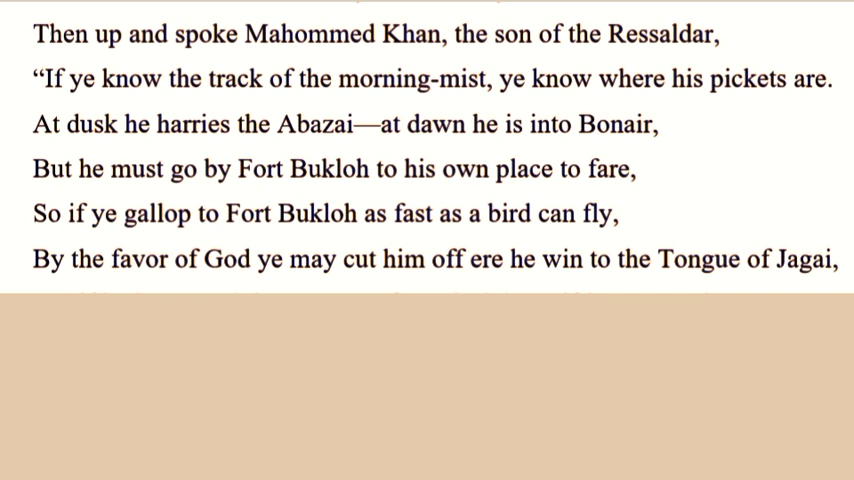 Then up and spoke Mahommed Khan, the son of the Ressaldar,
“If ye know the track of the morning-mist, ye know where his pickets are.
At dusk he harries the Abazai—at dawn he is into Bonair,
But he must go by Fort Bukloh to his own place to fare,
So if ye gallop to Fort Bukloh as fast as a bird can fly,
By the favor of God ye may cut him off ere he win to the Tongue of Jagai,